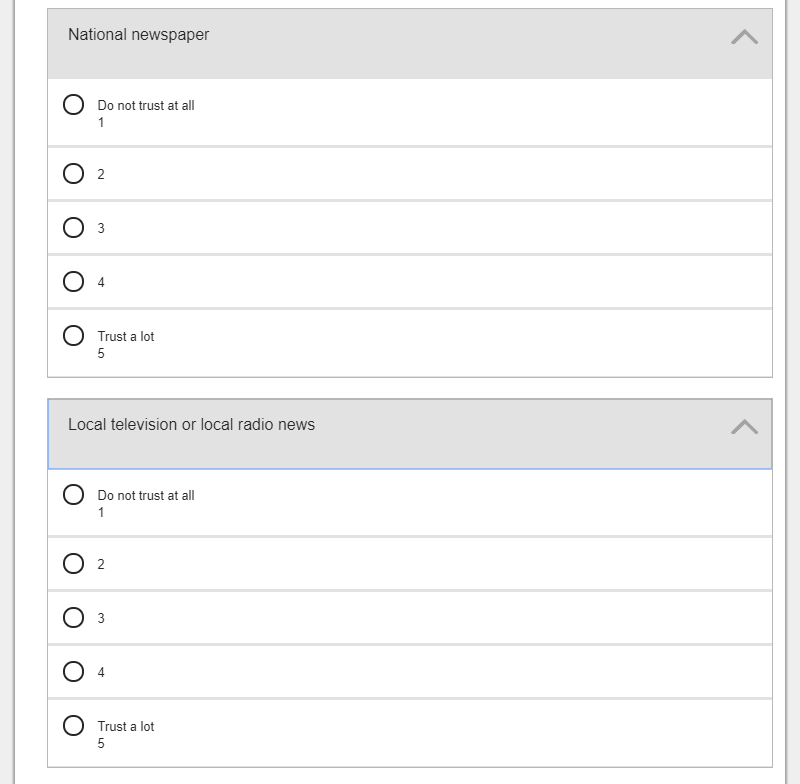 National newspaper
Do not trust at all
1
2
3
4
Trust a lot
5
Local television or local radio news
Do not trust at all
1
2
3
4
Trust a lot
5